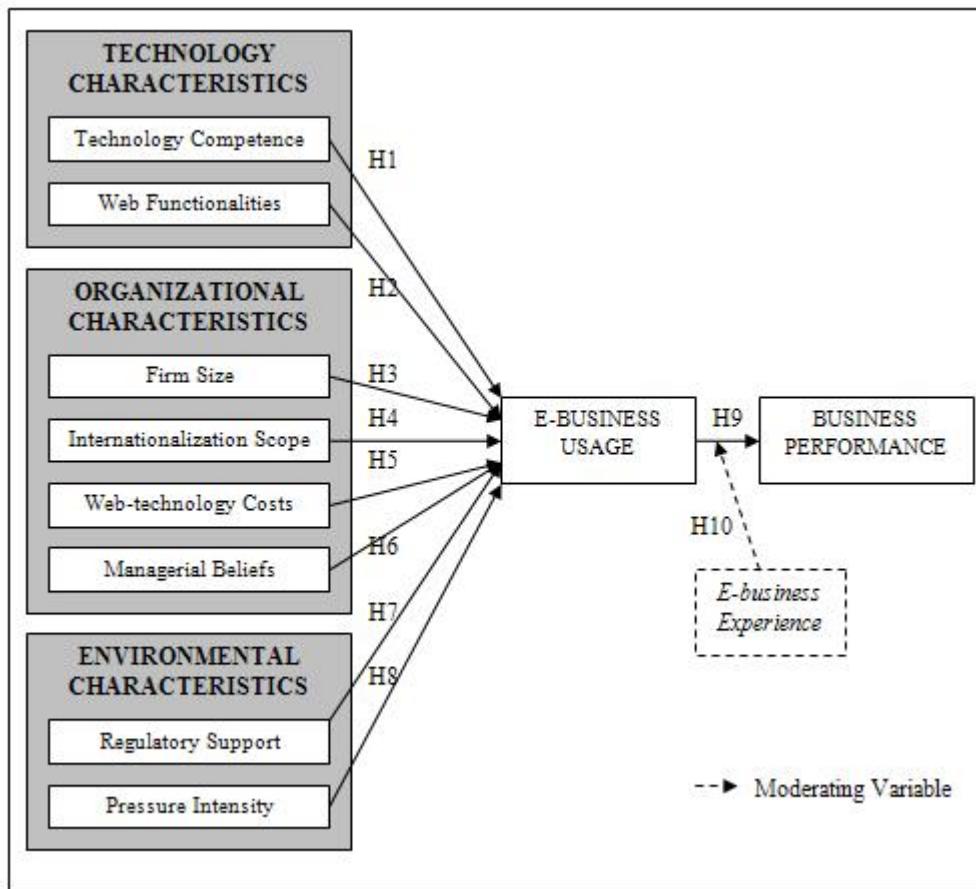 TECHNOLOGY
CHARACTERISTICS
Technology Competence
Web Functionalities
H1
H2
ORGANIZATIONAL
CHARACTERISTICS
Firm Size
Internationalization Scope
Web-technology Costs
Managerial Beliefs
H3
H4
H5
H6
H7
H8
ENVIRONMENTAL
CHARACTERISTICS
Regulatory Support
Pressure Intensity
E-BUSINESS
USAGE
H9
BUSINESS
PERFORMANCE
H10
E-business
Experience
Moderating Variable